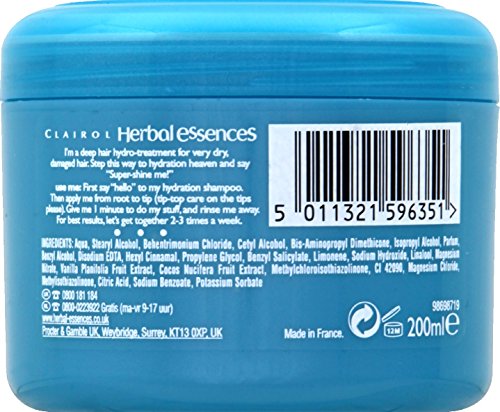 CLAIROL Herbal essences
I'm a deep hair hydro-treatment for very dry,
damaged hair. Step this way to hydration heaven and say
"Super-shine me!"
use me: First say "hello" to my hydration shampoo.
Then apply me from root to tip (tip-top care on the tips
please). Give me 1 minute to do my stuff, and rinse me away.
For best results, let's get together 2-3 times a week.
5 011321 596351
INGREDIENTS: Aqua, Stearyl Alcohol, Behentrimonium Chloride, Cetyl Alcohol, Bis-Aminopropyl Dimethicone, Isopropyl Alcohol, Parfum,
Benzyl Alcohol, Disodium EDTA, Hexyl Cinnamal, Propylene Glycol, Benzyl Salicylate, Limonene, Sodium Hydroxide, Linalool, Magnesium
Nitrate, Vanilla Planifolia Fruit Extract, Cocos Nucifera Fruit Extract, Methylchloroisothiazolinone, CI 42090, Magnesium Chloride,
Methylisothiazolinone, Citric Acid, Sodium Benzoate, Potassium Sorbate
0800 181 184
0800-0223922 Gratis (ma-vr 9-17 uur)
www.herbal-essences.co.uk
Procter & Gamble UK, Weybridge, Surrey, KT13 0XP, UK
98698719
Made in France.
12M
200ml e